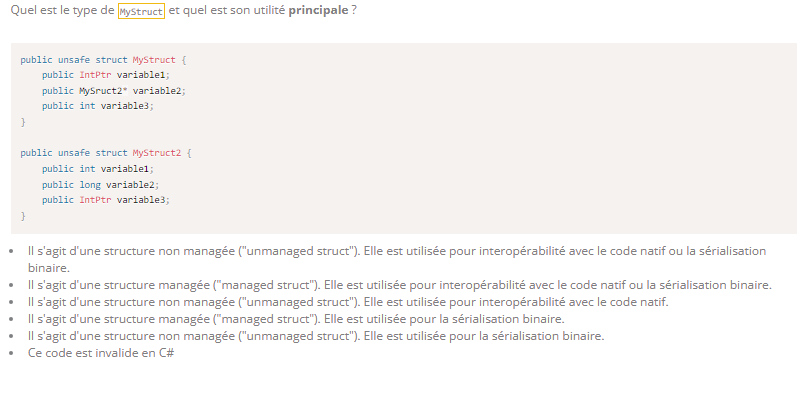 Quel est le type de MyStruct et quel est son utilité principale ?
public unsafe struct MyStruct {
public IntPtr variable1;
public MySruct2* variable2;
public int variable3;
}
public unsafe struct MyStruct2 {
public int variable1;
public long variable2;
public IntPtr variable3;
}
Il s'agit d'une structure non managée ("unmanaged struct"). Elle est utilisée pour interopérabilité avec le code natif ou la sérialisation
binaire.
Il s'agit d'une structure managée ("managed struct"). Elle est utilisée pour interopérabilité avec le code natif ou la sérialisation binaire.
Il s'agit d'une structure non managée ("unmanaged struct"). Elle est utilisée pour interopérabilité avec le code natif.
Il s'agit d'une structure managée ("managed struct"). Elle est utilisée pour la sérialisation binaire.
Il s'agit d'une structure non managée ("unmanaged struct"). Elle est utilisée pour la sérialisation binaire.
Ce code est invalide en C#